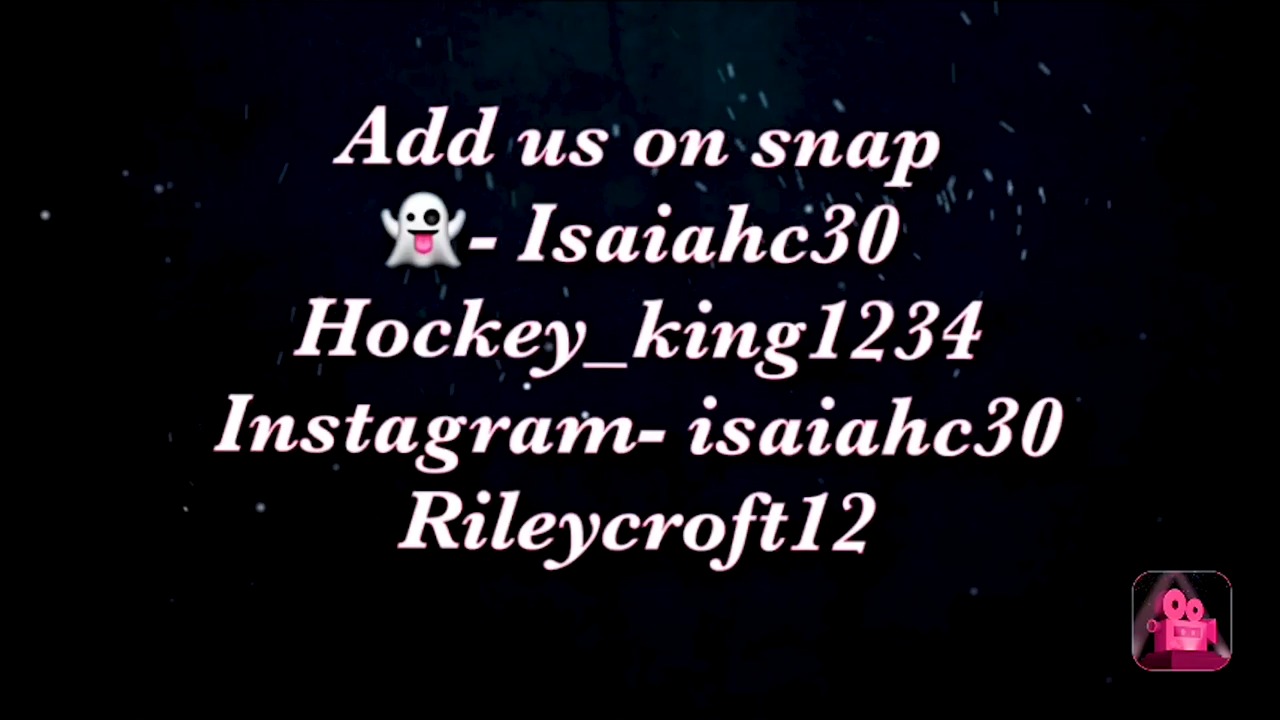 Add us on snap
👻- Isaiahc30
Hockey_king1234
Instagram- isaiahc30
Rileycroft12